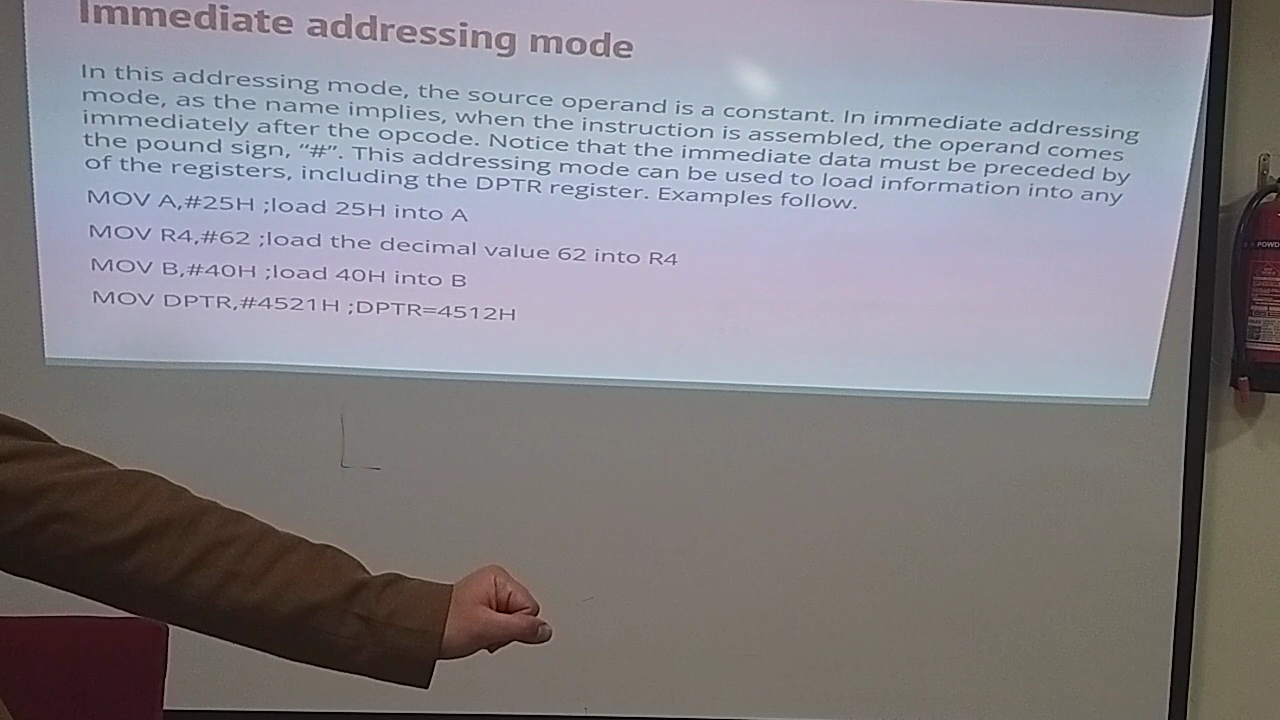 Immediate addressing mode
In this addressing mode, the source operand is a constant. In immediate addressing
mode, as the name implies, when the instruction is assembled, the operand comes
immediately after the opcode. Notice that the immediate data must be preceded by
the pound sign, “#”. This addressing mode can be used to load information into any
of the registers, including the DPTR register. Examples follow.
MOV A,#25H ;load 25H into A
MOV R4,#62 ;load the decimal value 62 into R4
MOV B,#40H ;load 40H into B
MOV DPTR,#4521H ;DPTR=4512H
POWD